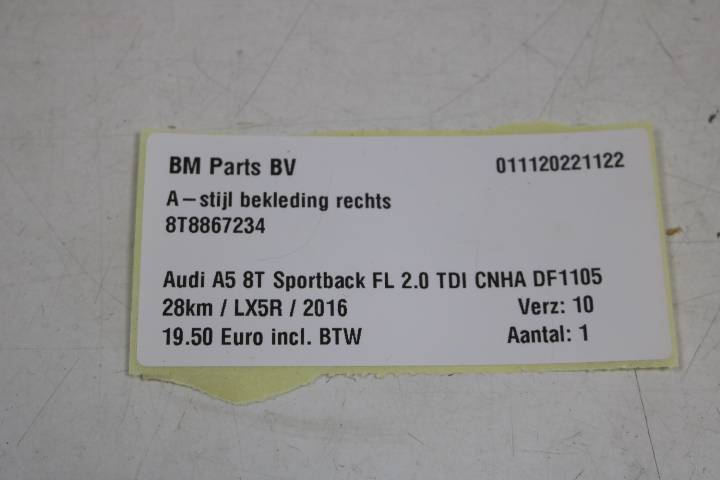 BM Parts BV 011120221122
A-stijl bekleding rechts
8T8867234
Audi A5 8T Sportback FL 2.0 TDI CNHA DF1105
28km / LX5R / 2016 Verz: 10
19.50 Euro incl. BTW Aantal: 1